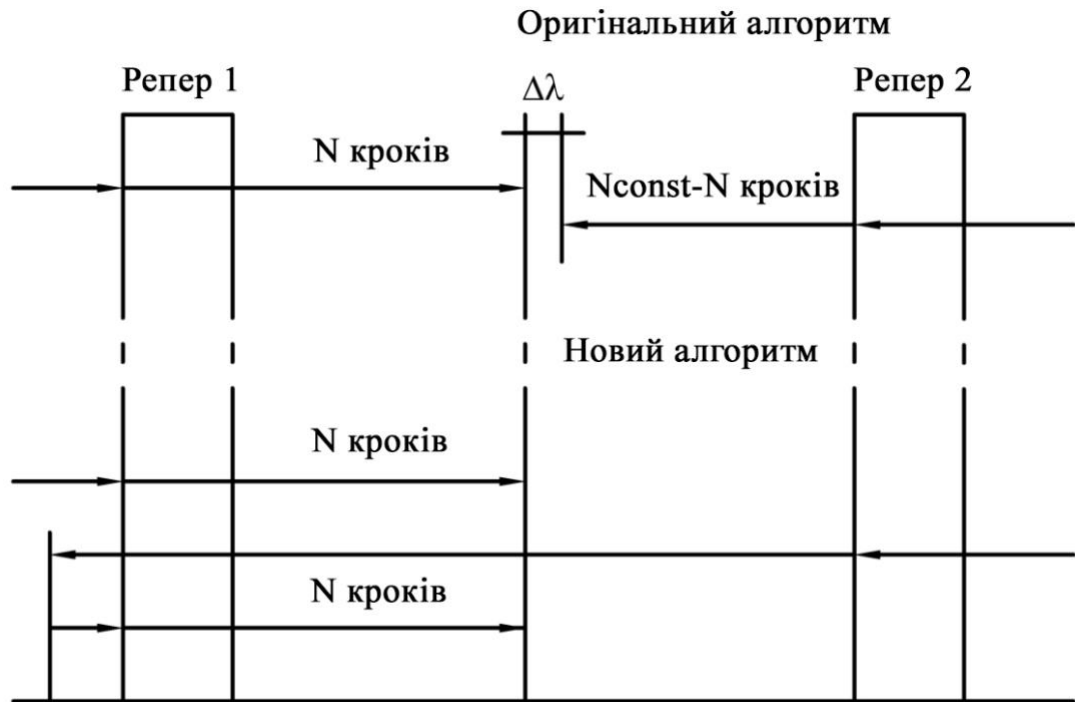 Оригінальний алгоритм
Репер 1
Δλ
Репер 2
N кроків
Nconst-N кроків
Новий алгоритм
N кроків
N кроків